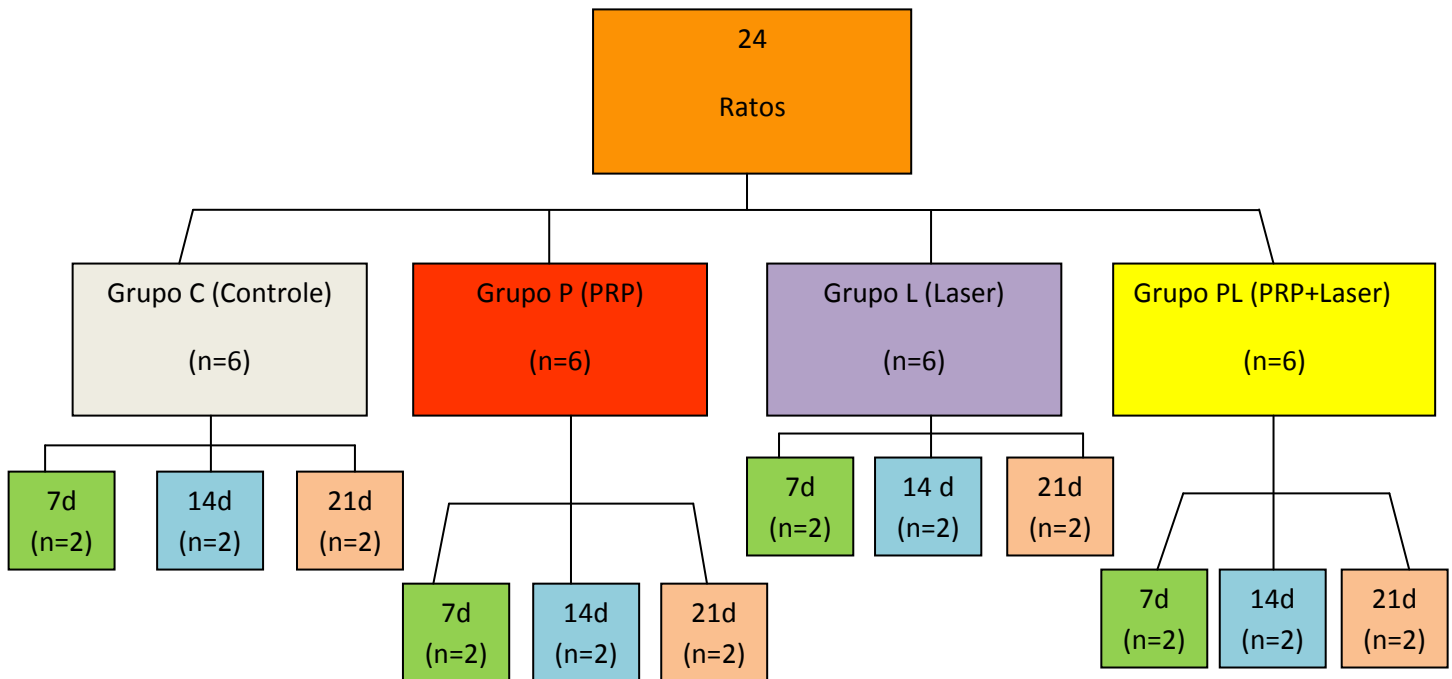 24
Ratos
Grupo C (Controle)
(n=6)
Grupo P (PRP)
(n=6)
Grupo L (Laser)
(n=6)
Grupo PL (PRP+Laser)
(n=6)
7d
(n=2)
14d
(n=2)
21d
(n=2)
7d
(n=2)
14d
(n=2)
21d
(n=2)
7d
(n=2)
14 d
(n=2)
21d
(n=2)
7d
(n=2)
14d
(n=2)
21d
(n=2)